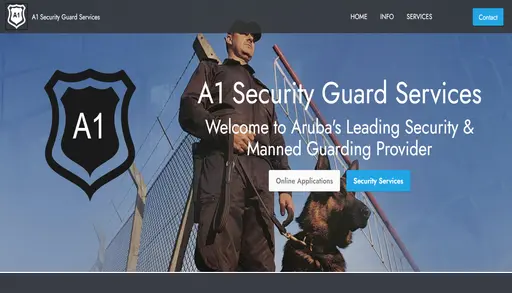 A1
A1 Security Guard Services
HOME
INFO
SERVICES
Contact
A1
A1 Security Guard Services
Welcome to Aruba's Leading Security &
Manned Guarding Provider
Online Applications
Security Services